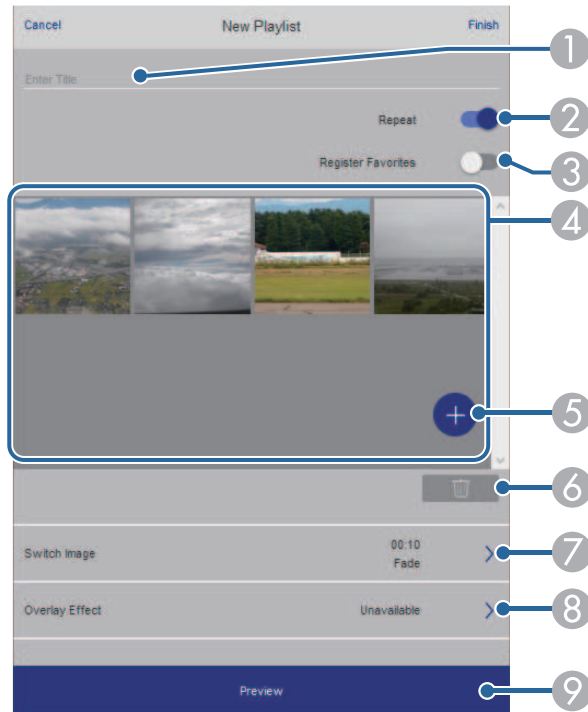 Cancel New Playlist Finish
1
Enter Title
Repeat 2
Register Favorites 3
4
5
6
Switch Image 00:10 7
Fade
Overlay Effect Unavailable 8
Preview 9